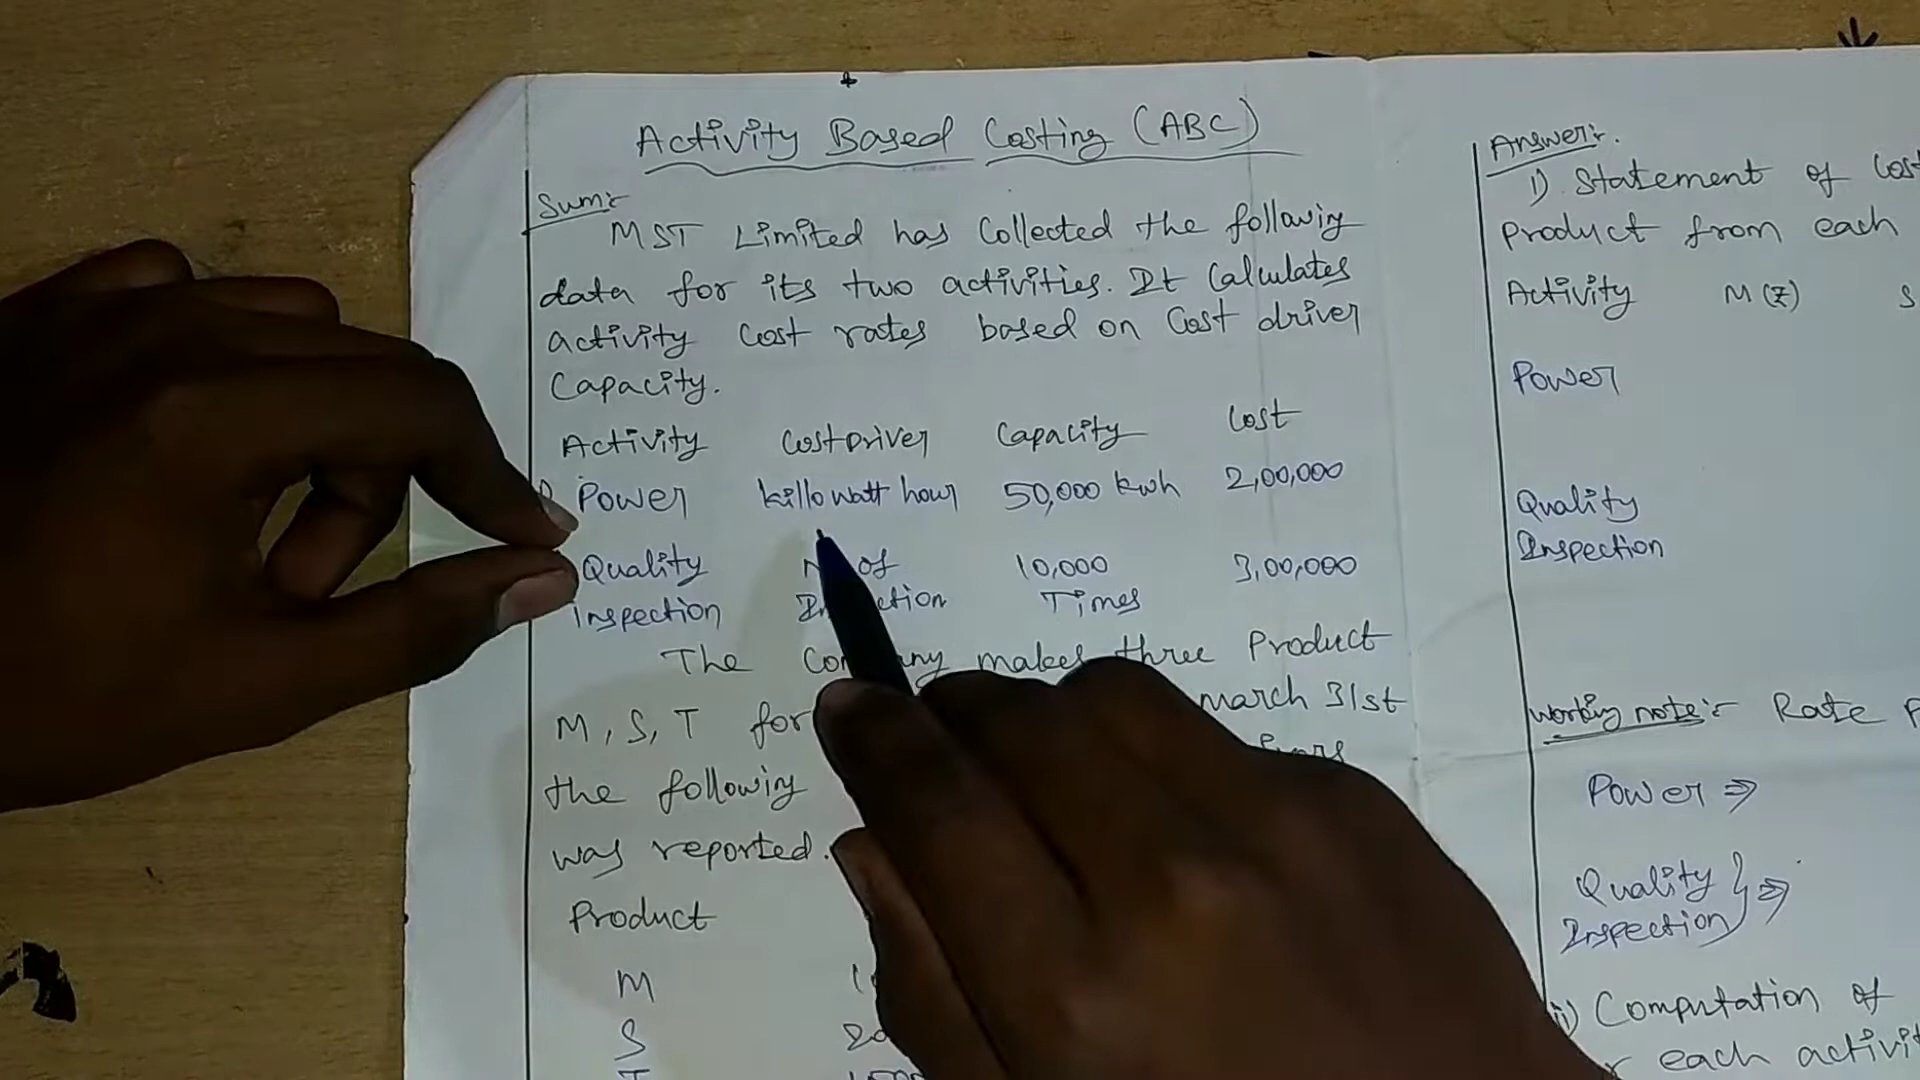 Activity Based Costing (ABC)
Sum:-
MST Limited has Collected the following
data for its two activities. It Calculates
activity Cost rates based on Cost driver
Capacity.
Activity Cost Driver Capacity Cost
Power killo watt hour 50,000 kwh 2,00,000
Quality of 10,000 3,00,000
Inspection Times
The makes three Product
M, S, T for march 31st
the following
was reported.
Product
M
S
Answer:-
1) Statement of Cost
Product from each
Activity M(₹) S
Power
Quality
Inspection
Working note:- Rate
Power ⇒
Quality } ⇒
Inspection
ii) Computation of
each